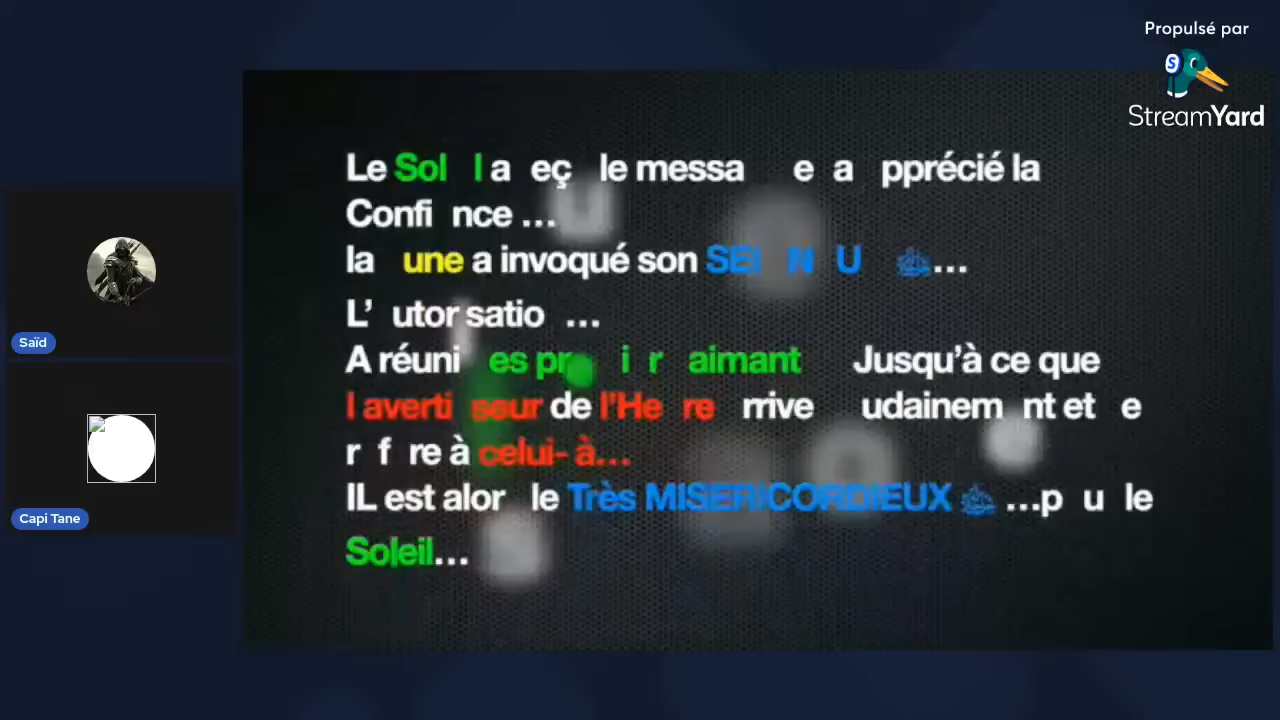 Propulsé par
StreamYard
Le Sol l a eç le messa e a pprécié la
Confi nce ...
la une a invoqué son SEI N U ...
L' utor satio ...
A réuni es pr i r aimant Jusqu'à ce que
l averti seur de l'He re rrive udainem nt et e
r f re à celui- à...
IL est alor le Très MISERICORDIEUX ...p u le
Soleil...
Saïd
Capi Tane